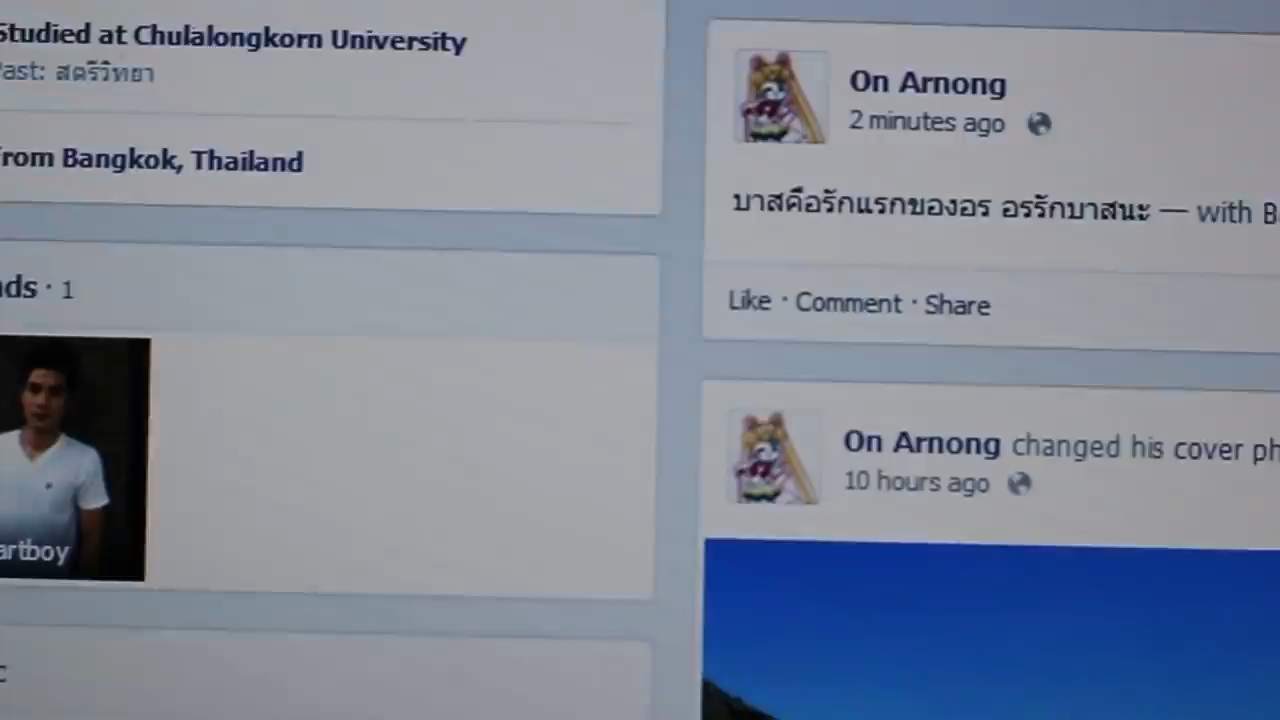 Studied at Chulalongkorn University
Past: สตรีวิทยา
From Bangkok, Thailand
· 1
On Arnong
2 minutes ago
บาสคือรักแรกของอร อรรักบาสนะ — with
Like · Comment · Share
On Arnong changed his cover
10 hours ago